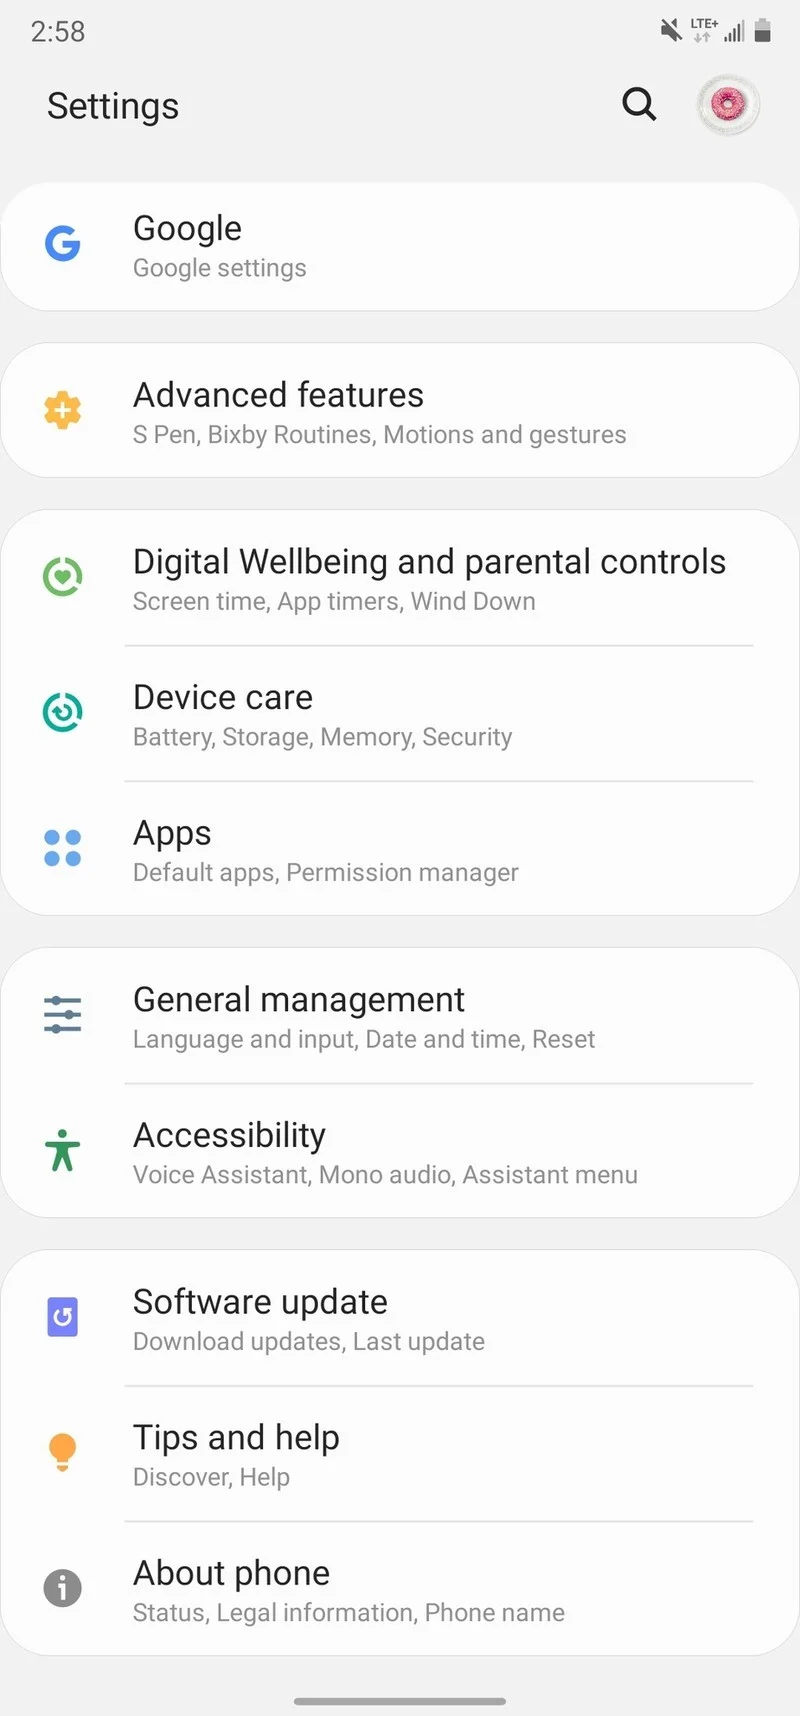 2:58
LTE+
Settings
Google
Google settings
Advanced features
S Pen, Bixby Routines, Motions and gestures
Digital Wellbeing and parental controls
Screen time, App timers, Wind Down
Device care
Battery, Storage, Memory, Security
Apps
Default apps, Permission manager
General management
Language and input, Date and time, Reset
Accessibility
Voice Assistant, Mono audio, Assistant menu
Software update
Download updates, Last update
Tips and help
Discover, Help
About phone
Status, Legal information, Phone name